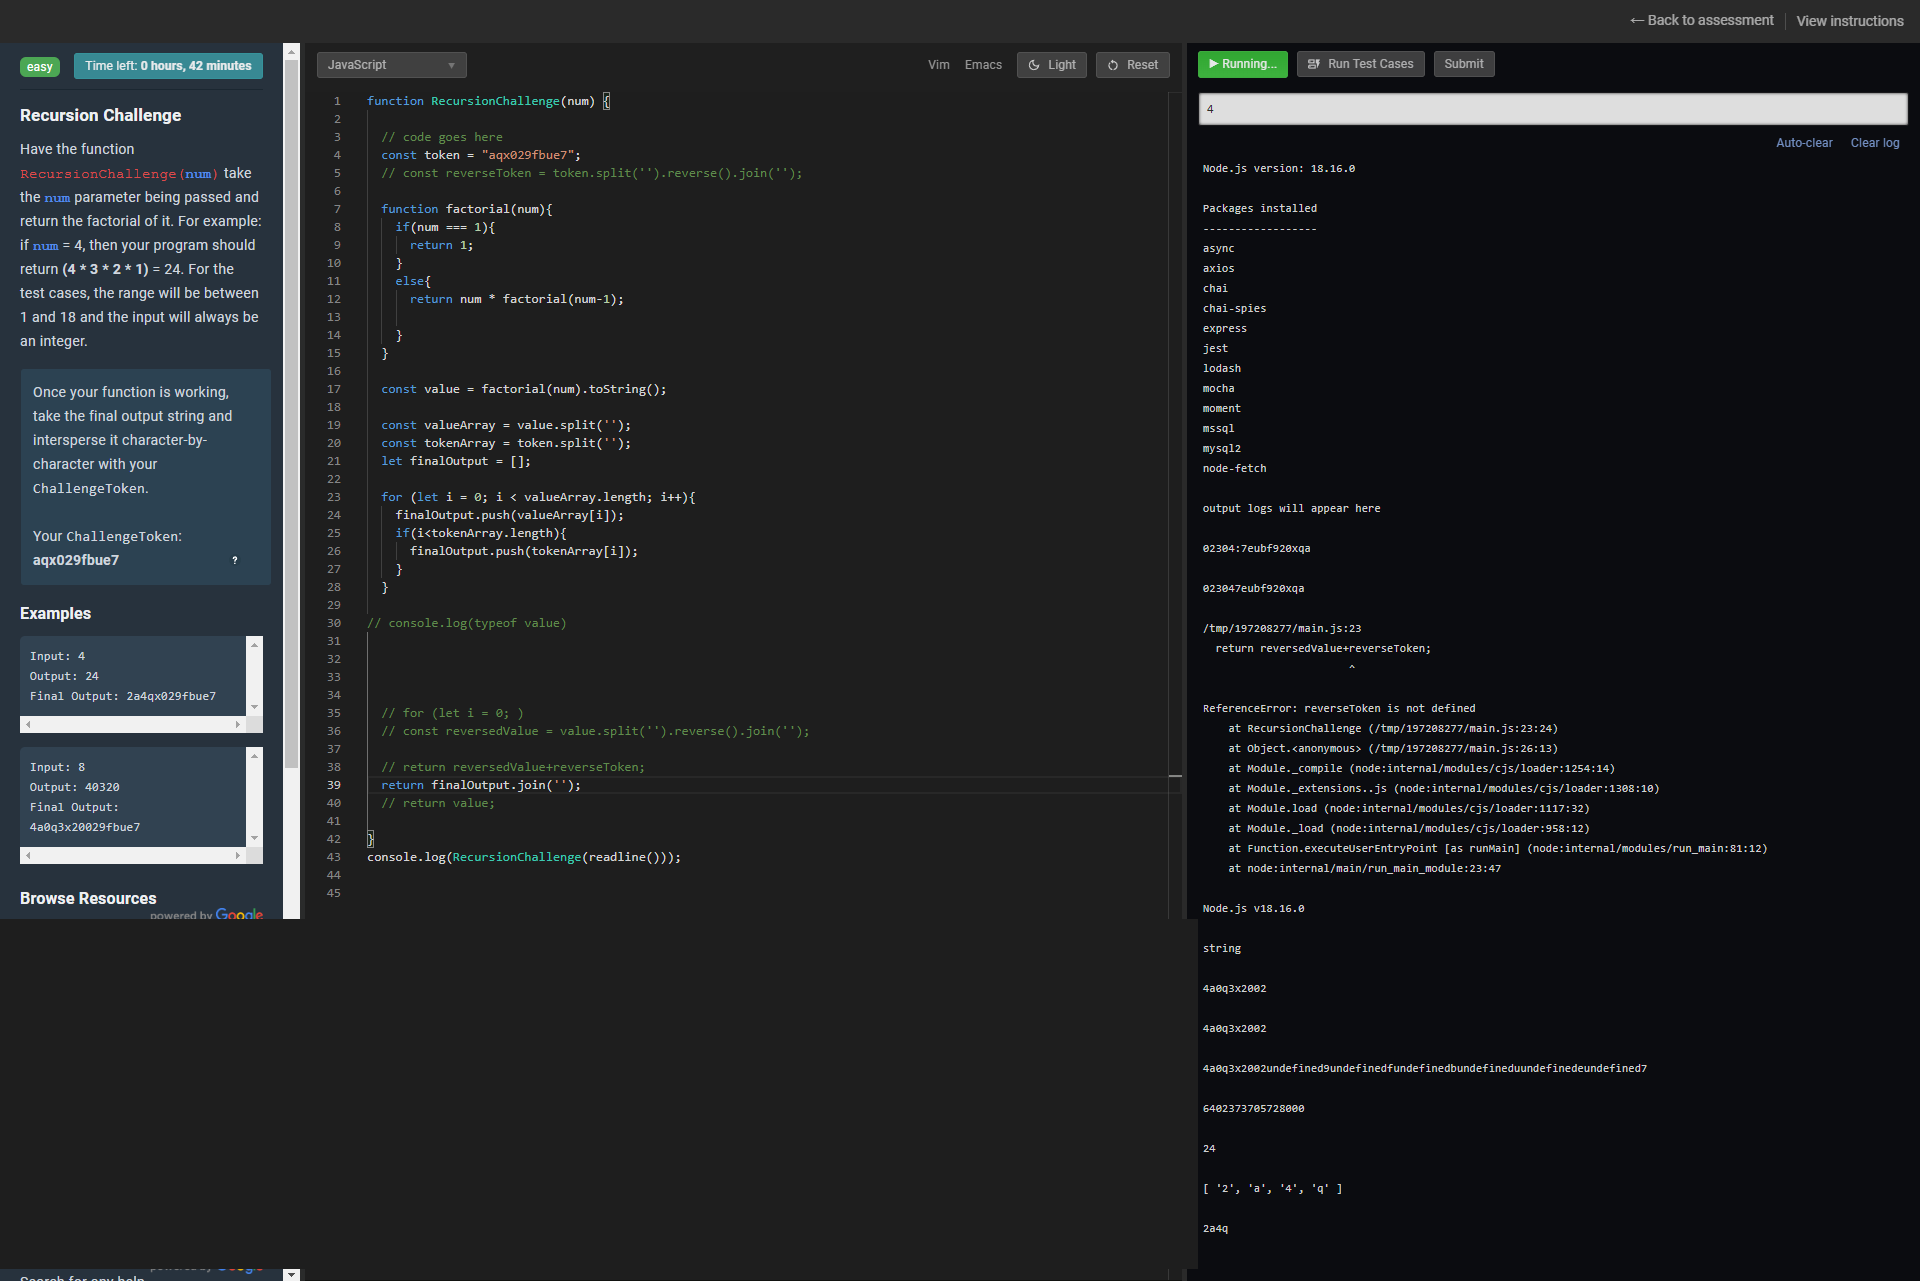 ← Back to assessment
View instructions
easy
Time left: 0 hours, 42 minutes
Recursion Challenge
Have the function
RecursionChallenge(num) take
the num parameter being passed and
return the factorial of it. For example:
if num = 4, then your program should
return (4 * 3 * 2 * 1) = 24. For the
test cases, the range will be between
1 and 18 and the input will always be
an integer.
Once your function is working,
take the final output string and
intersperse it character-by-
character with your
ChallengeToken.
Your ChallengeToken:
aqx029fbue7
?
Examples
Input: 4
Output: 24
Final Output: 2a4qx029fbue7
Input: 8
Output: 40320
Final Output:
4a0q3x20029fbue7
Browse Resources
powered by Google
Search for any help
JavaScript
Vim
Emacs
Light
Reset
1 function RecursionChallenge(num) {
2
3 // code goes here
4 const token = "aqx029fbue7";
5 // const reverseToken = token.split('').reverse().join('');
6
7 function factorial(num){
8 if(num === 1){
9 return 1;
10 }
11 else{
12 return num * factorial(num-1);
13
14 }
15 }
16
17 const value = factorial(num).toString();
18
19 const valueArray = value.split('');
20 const tokenArray = token.split('');
21 let finalOutput = [];
22
23 for (let i = 0; i < valueArray.length; i++){
24 finalOutput.push(valueArray[i]);
25 if(i<tokenArray.length){
26 finalOutput.push(tokenArray[i]);
27 }
28 }
29
30 // console.log(typeof value)
31
32
33
34
35 // for (let i = 0; )
36 // const reversedValue = value.split('').reverse().join('');
37
38 // return reversedValue+reverseToken;
39 return finalOutput.join('');
40 // return value;
41
42 }
43 console.log(RecursionChallenge(readline()));
44
45
Running...
Run Test Cases
Submit
4
Auto-clear
Clear log
Node.js version: 18.16.0
Packages installed
------------------
async
axios
chai
chai-spies
express
jest
lodash
mocha
moment
mssql
mysql2
node-fetch
output logs will appear here
02304:7eubf920xqa
023047eubf920xqa
/tmp/197208277/main.js:23
return reversedValue+reverseToken;
^
ReferenceError: reverseToken is not defined
at RecursionChallenge (/tmp/197208277/main.js:23:24)
at Object.<anonymous> (/tmp/197208277/main.js:26:13)
at Module._compile (node:internal/modules/cjs/loader:1254:14)
at Module._extensions..js (node:internal/modules/cjs/loader:1308:10)
at Module.load (node:internal/modules/cjs/loader:1117:32)
at Module._load (node:internal/modules/cjs/loader:958:12)
at Function.executeUserEntryPoint [as runMain] (node:internal/modules/run_main:81:12)
at node:internal/main/run_main_module:23:47
Node.js v18.16.0
string
4a0q3x2002
4a0q3x2002
4a0q3x2002undefined9undefinedfundefinedbundefineduundefinedeundefined7
6402373705728000
24
[ '2', 'a', '4', 'q' ]
2a4q